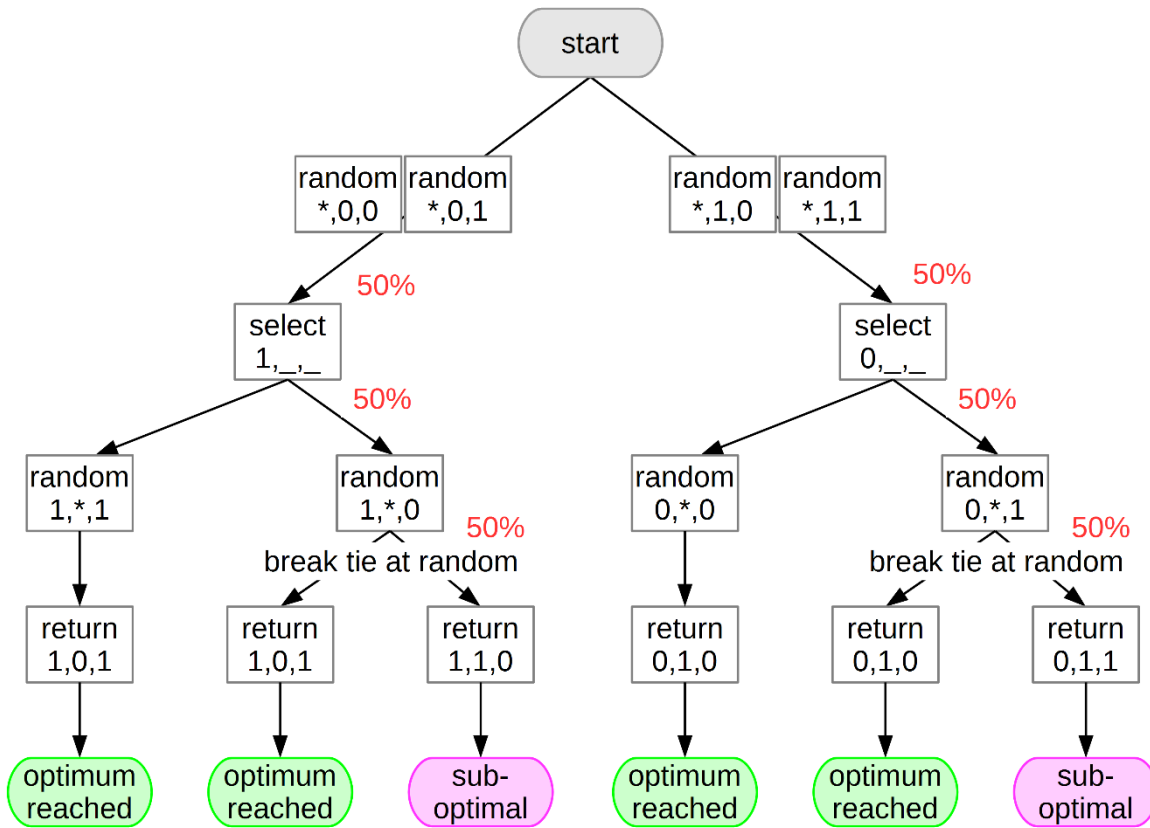 start
random
*,0,0
random
*,0,1
random
*,1,0
random
*,1,1
50%
50%
select
1,_,_
select
0,_,_
50%
50%
random
1,*,1
random
1,*,0
random
0,*,0
random
0,*,1
50%
50%
break tie at random
break tie at random
return
1,0,1
return
1,0,1
return
1,1,0
return
0,1,0
return
0,1,0
return
0,1,1
optimum
reached
optimum
reached
sub-
optimal
optimum
reached
optimum
reached
sub-
optimal